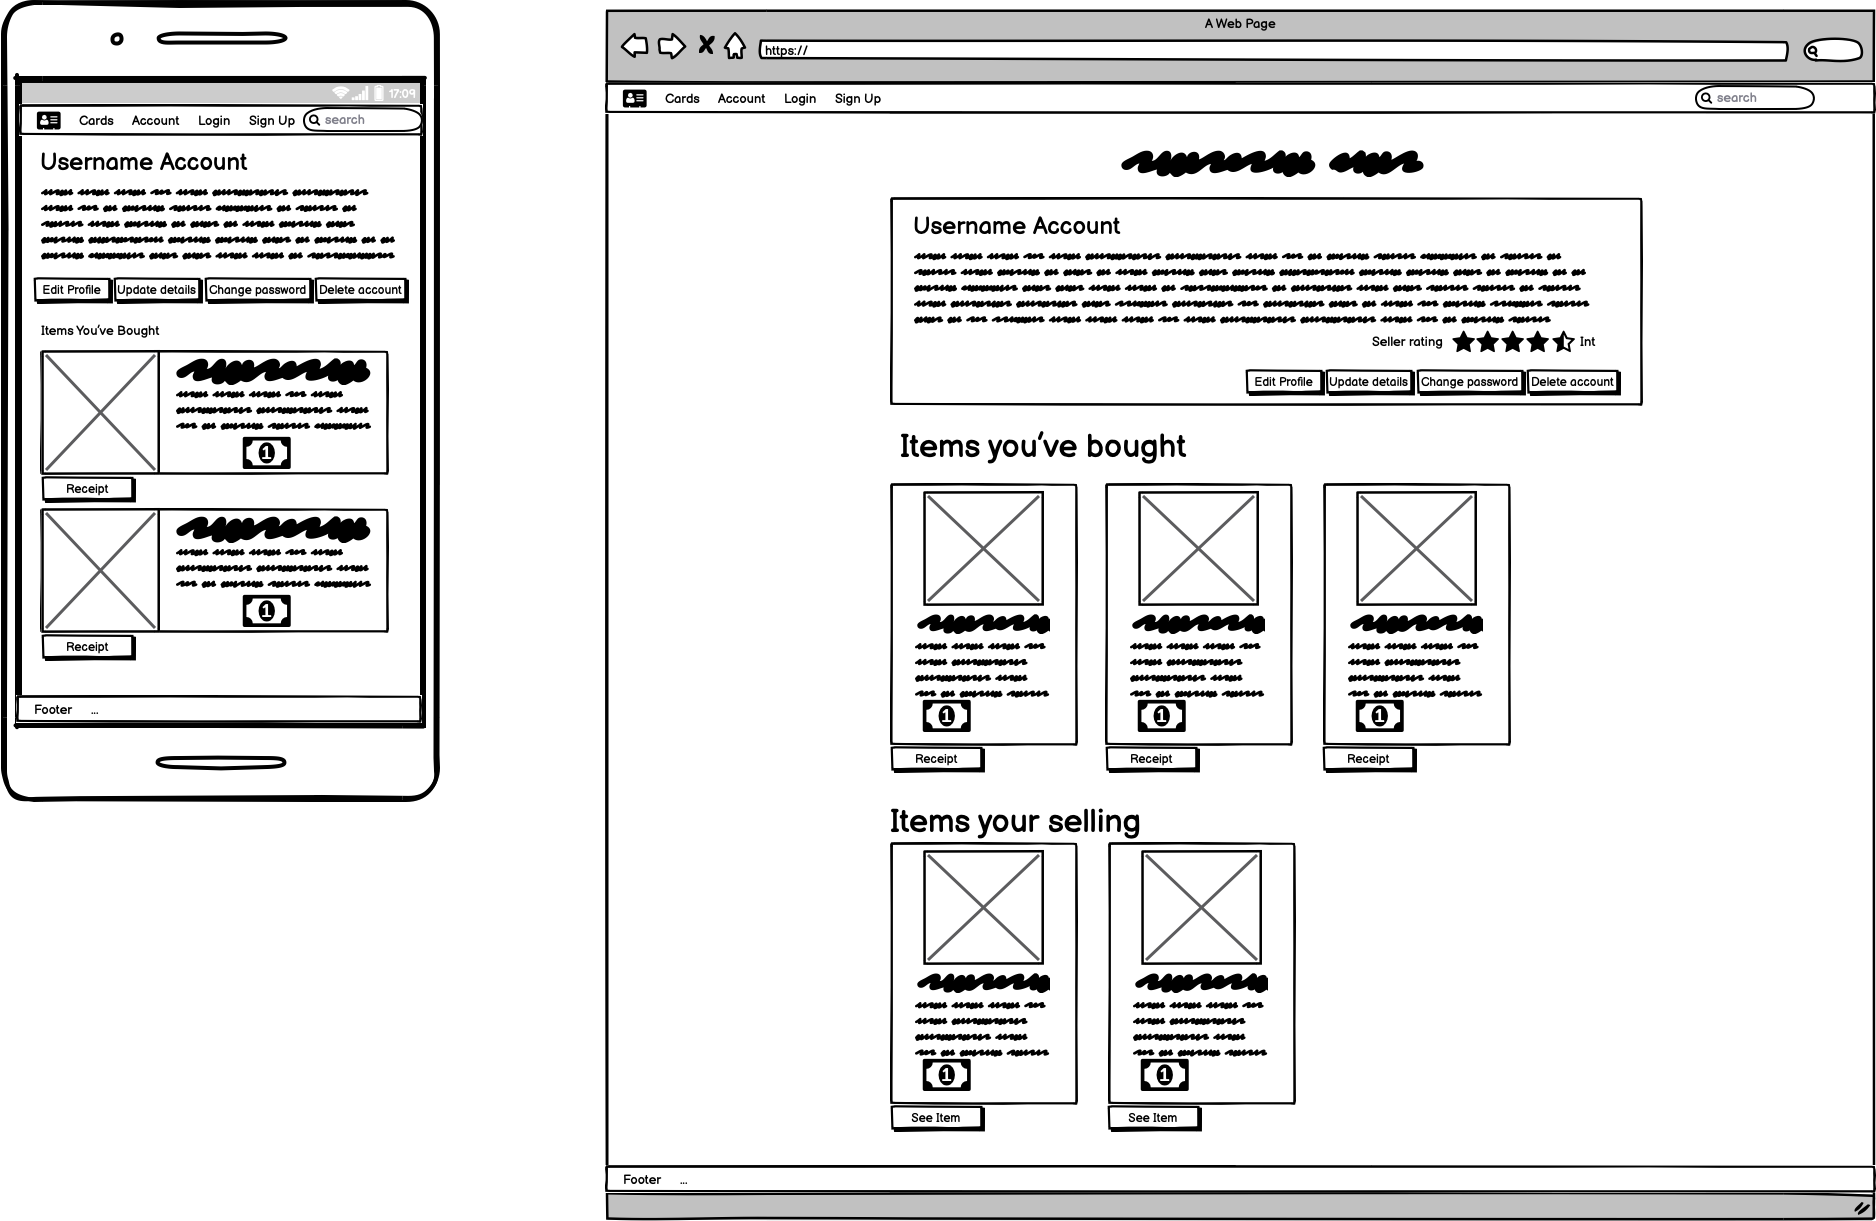 17:09
Cards Account Login Sign Up search
Username Account
Edit Profile Update details Change password Delete account
Items You've Bought
1
Receipt
1
Receipt
Footer ...
A Web Page
https://
Cards Account Login Sign Up search
Username Account
Seller rating Int
Edit Profile Update details Change password Delete account
Items you've bought
1 1 1
Receipt Receipt Receipt
Items your selling
1 1
See Item See Item
Footer ...